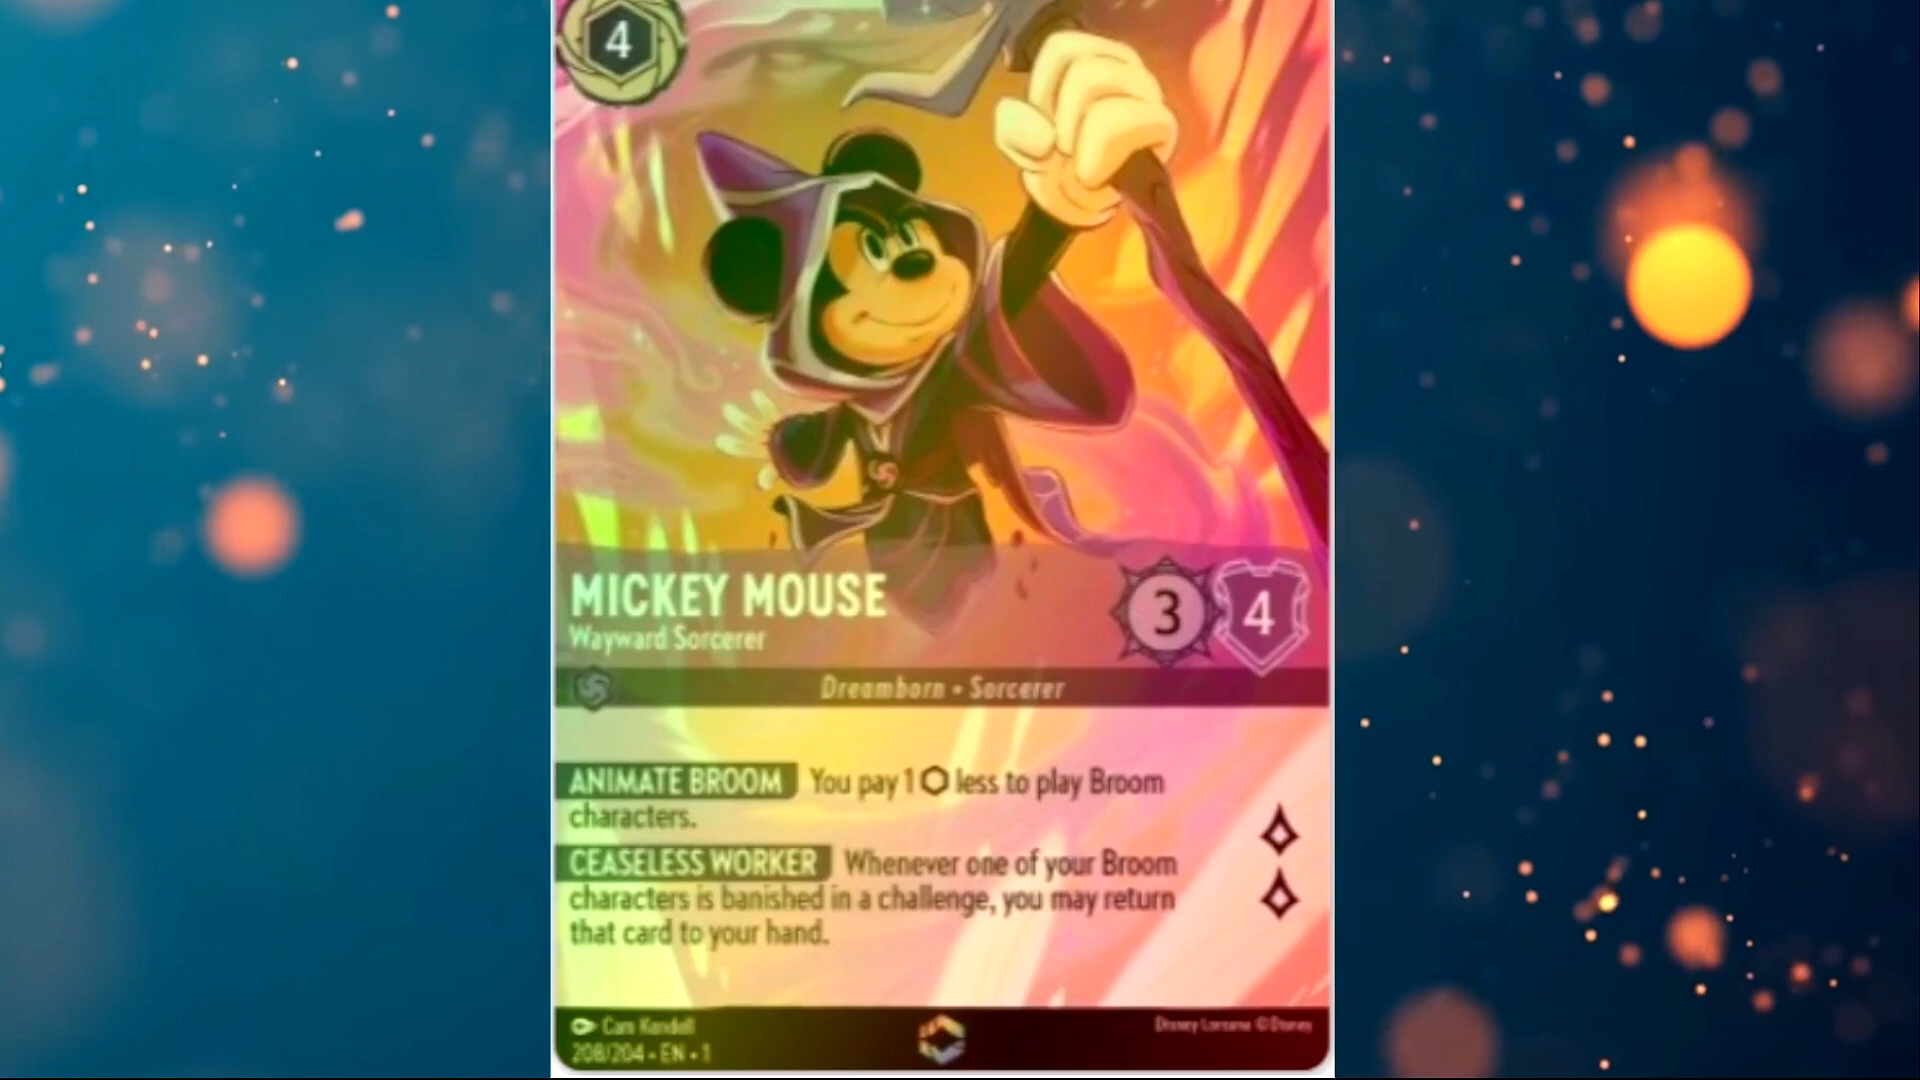 4
MICKEY MOUSE
Wayward Sorcerer
3 4
Dreamborn • Sorcerer
ANIMATE BROOM You pay 1 ⬡ less to play Broom
characters.
CEASELESS WORKER Whenever one of your Broom
characters is banished in a challenge, you may return
that card to your hand.
Cam Kendell
Disney Lorcana ©Disney
208/204 • EN • 1